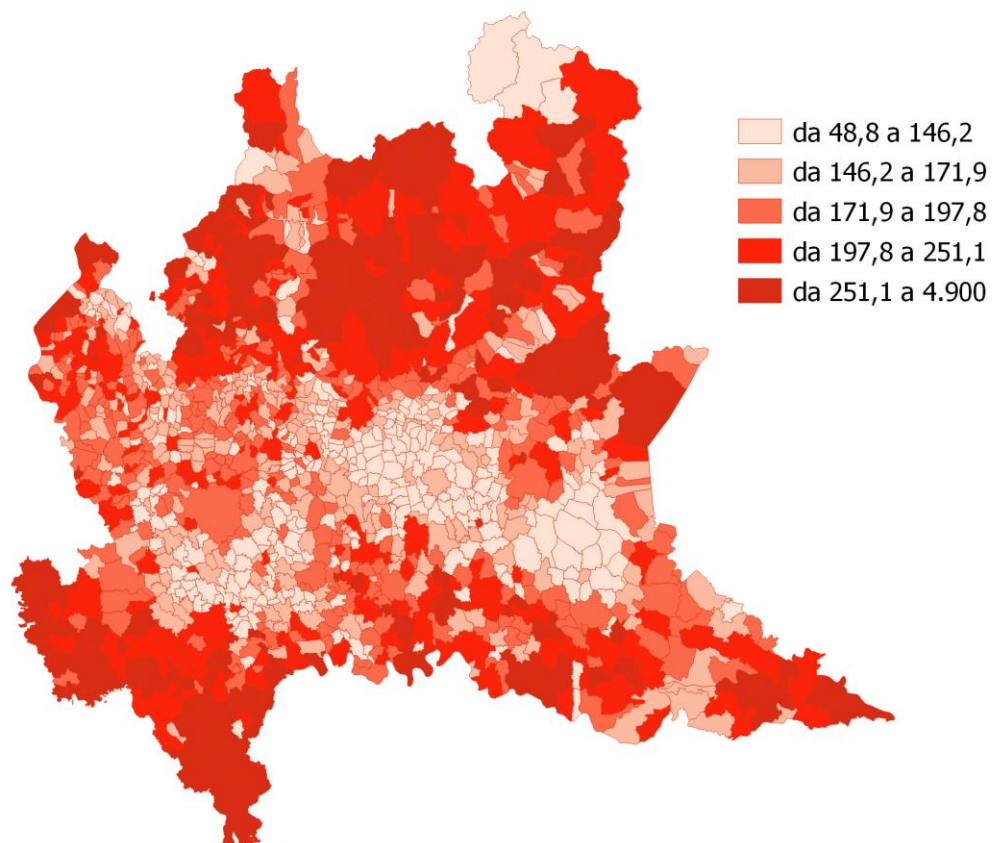 da 48,8 a 146,2
da 146,2 a 171,9
da 171,9 a 197,8
da 197,8 a 251,1
da 251,1 a 4.900